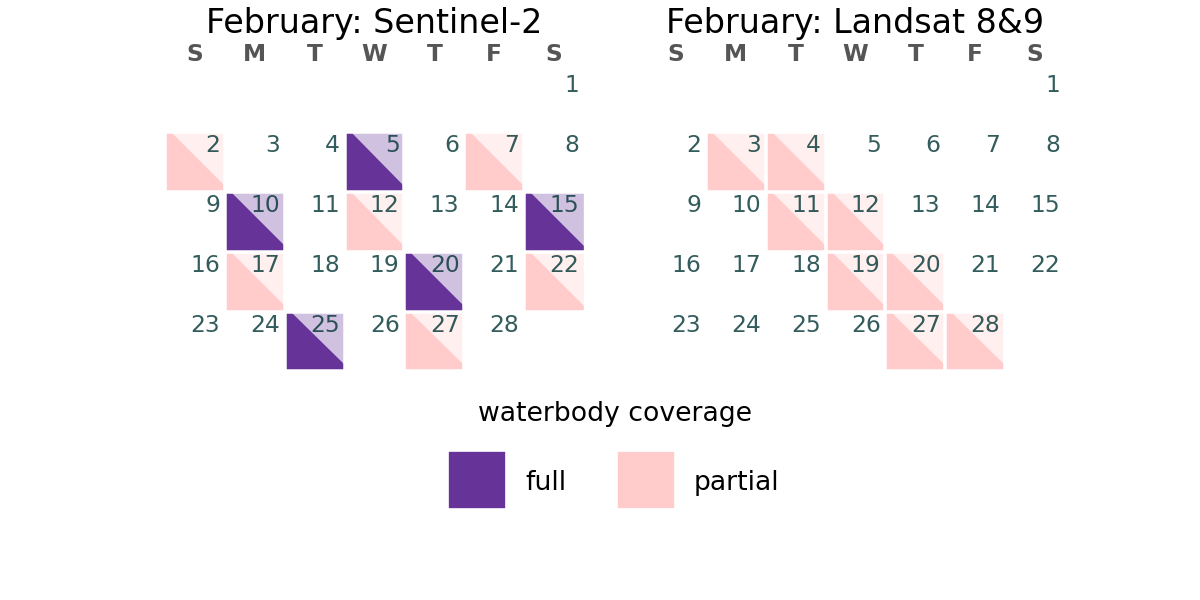 February: Sentinel-2
S M T W T F S
1
2 3 4 5 6 7 8
9 10 11 12 13 14 15
16 17 18 19 20 21 22
23 24 25 26 27 28
February: Landsat 8&9
S M T W T F S
1
2 3 4 5 6 7 8
9 10 11 12 13 14 15
16 17 18 19 20 21 22
23 24 25 26 27 28
waterbody coverage
full partial